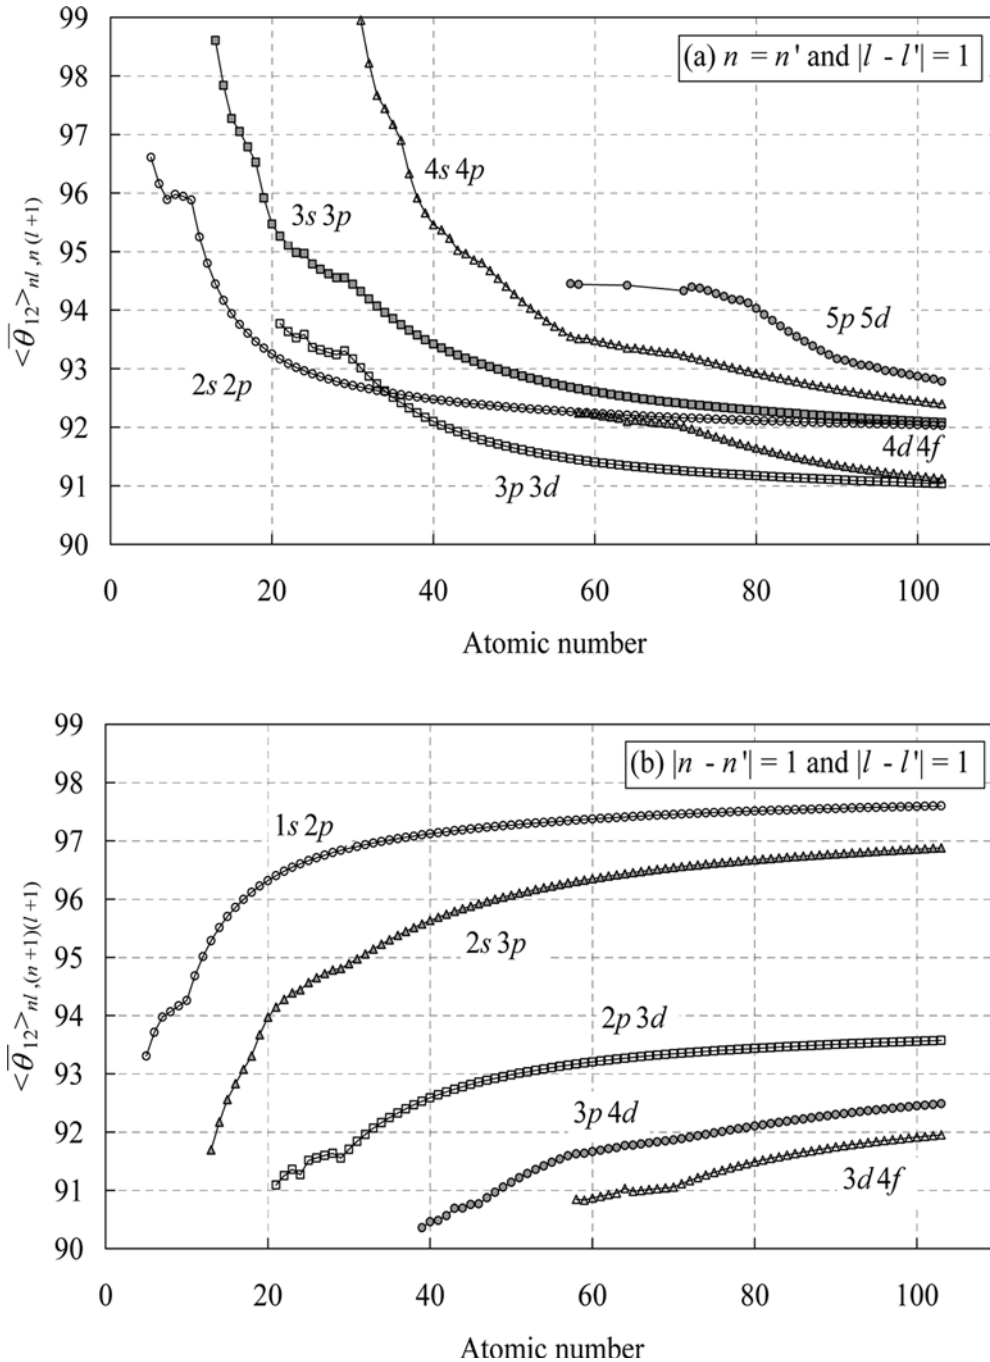 99
98
97
96
95
94
93
92
91
90
<θ̅12>nl,n(l+1)
(a) n = n' and |l - l'| = 1
4s 4p
3s 3p
5p 5d
2s 2p
4d 4f
3p 3d
0 20 40 60 80 100
Atomic number
99
98
97
96
95
94
93
92
91
90
<θ̅12>nl,(n+1)(l+1)
(b) |n - n'| = 1 and |l - l'| = 1
1s 2p
2s 3p
2p 3d
3p 4d
3d 4f
0 20 40 60 80 100
Atomic number